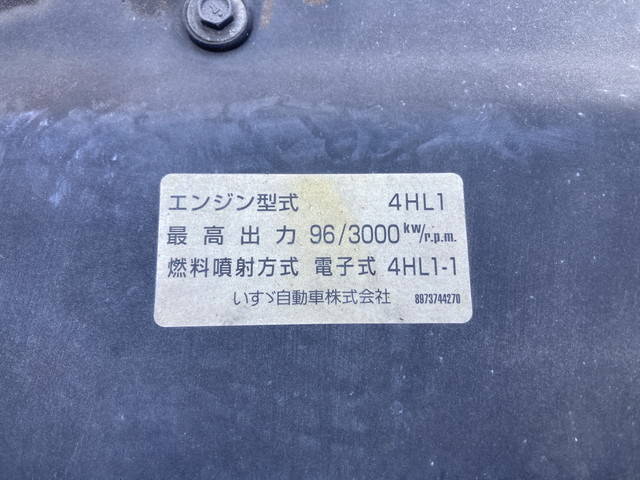 エンジン型式 4HL1
最高出力 96/3000 kw/r.p.m.
燃料噴射方式 電子式 4HL1-1
いすゞ自動車株式会社 8973744270